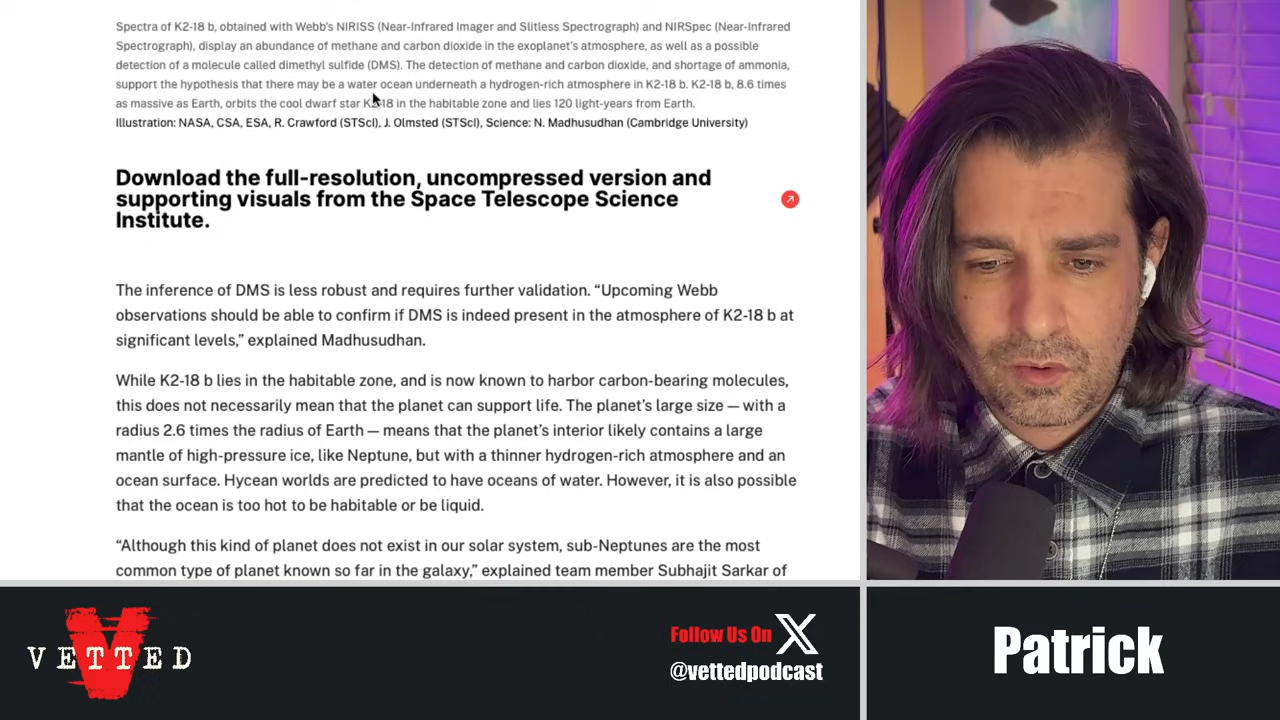 Spectra of K2-18 b, obtained with Webb's NIRISS (Near-Infrared Imager and Slitless Spectrograph) and NIRSpec (Near-Infrared
Spectrograph), display an abundance of methane and carbon dioxide in the exoplanet's atmosphere, as well as a possible
detection of a molecule called dimethyl sulfide (DMS). The detection of methane and carbon dioxide, and shortage of ammonia,
support the hypothesis that there may be a water ocean underneath a hydrogen-rich atmosphere in K2-18 b. K2-18 b, 8.6 times
as massive as Earth, orbits the cool dwarf star K2-18 in the habitable zone and lies 120 light-years from Earth.
Illustration: NASA, CSA, ESA, R. Crawford (STScI), J. Olmsted (STScI), Science: N. Madhusudhan (Cambridge University)
Download the full-resolution, uncompressed version and
supporting visuals from the Space Telescope Science
Institute.
The inference of DMS is less robust and requires further validation. “Upcoming Webb
observations should be able to confirm if DMS is indeed present in the atmosphere of K2-18 b at
significant levels,” explained Madhusudhan.
While K2-18 b lies in the habitable zone, and is now known to harbor carbon-bearing molecules,
this does not necessarily mean that the planet can support life. The planet's large size — with a
radius 2.6 times the radius of Earth — means that the planet's interior likely contains a large
mantle of high-pressure ice, like Neptune, but with a thinner hydrogen-rich atmosphere and an
ocean surface. Hycean worlds are predicted to have oceans of water. However, it is also possible
that the ocean is too hot to be habitable or be liquid.
“Although this kind of planet does not exist in our solar system, sub-Neptunes are the most
common type of planet known so far in the galaxy,” explained team member Subhajit Sarkar of
VETTED
Follow Us On X
@vettedpodcast
Patrick